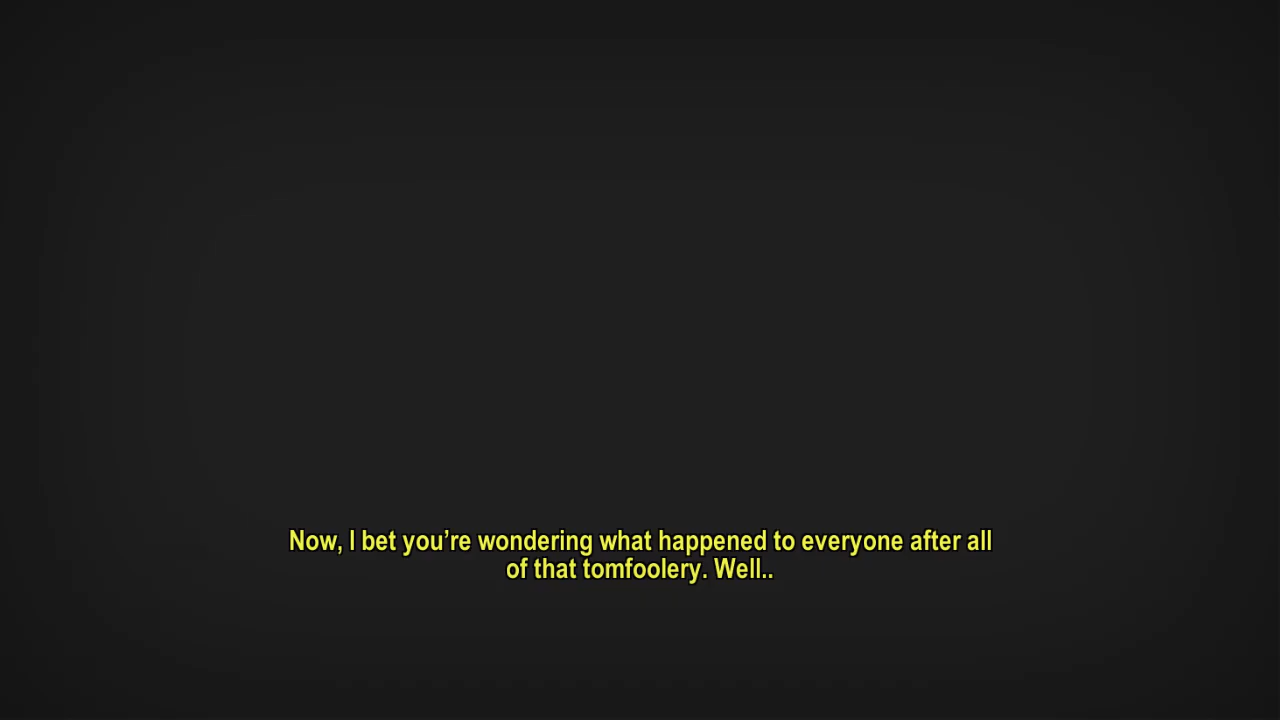 Now, I bet you’re wondering what happened to everyone after all
of that tomfoolery. Well..